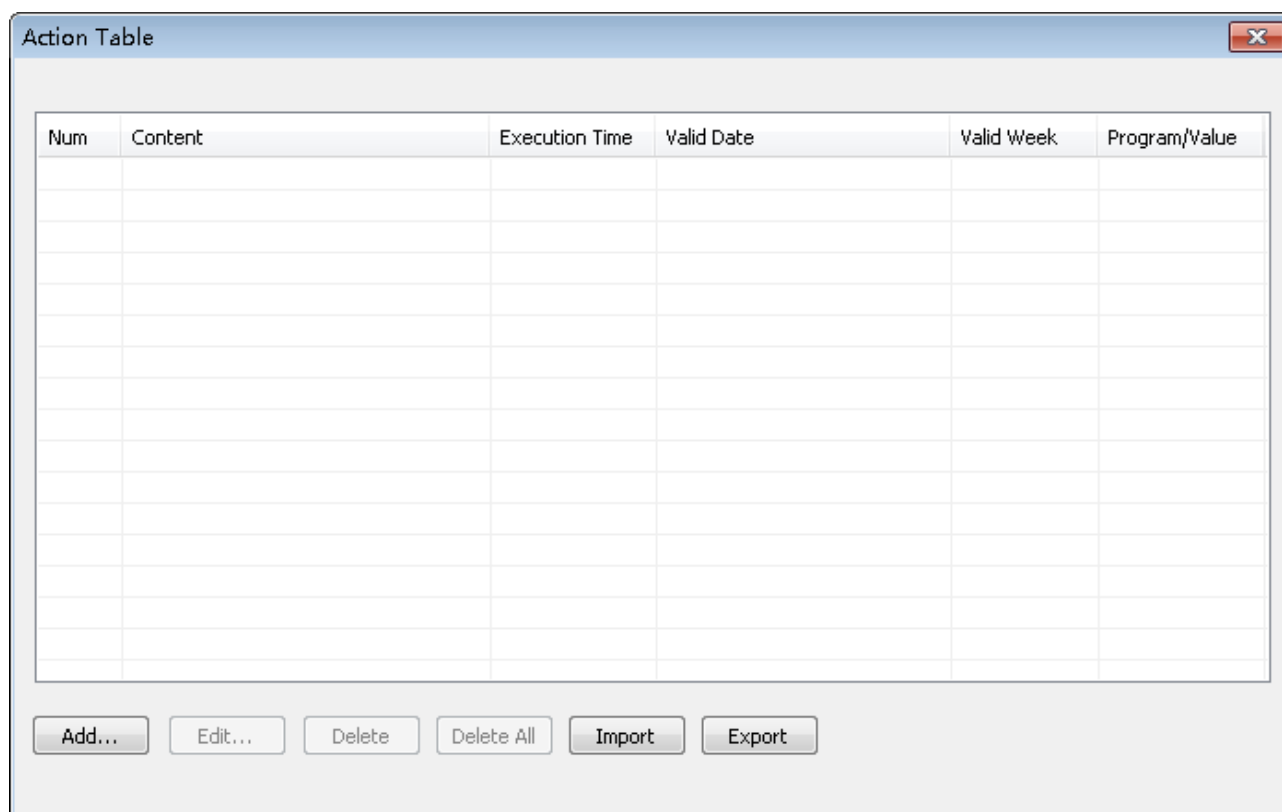 Action Table
Num Content Execution Time Valid Date Valid Week Program/Value
Add... Edit... Delete Delete All Import Export